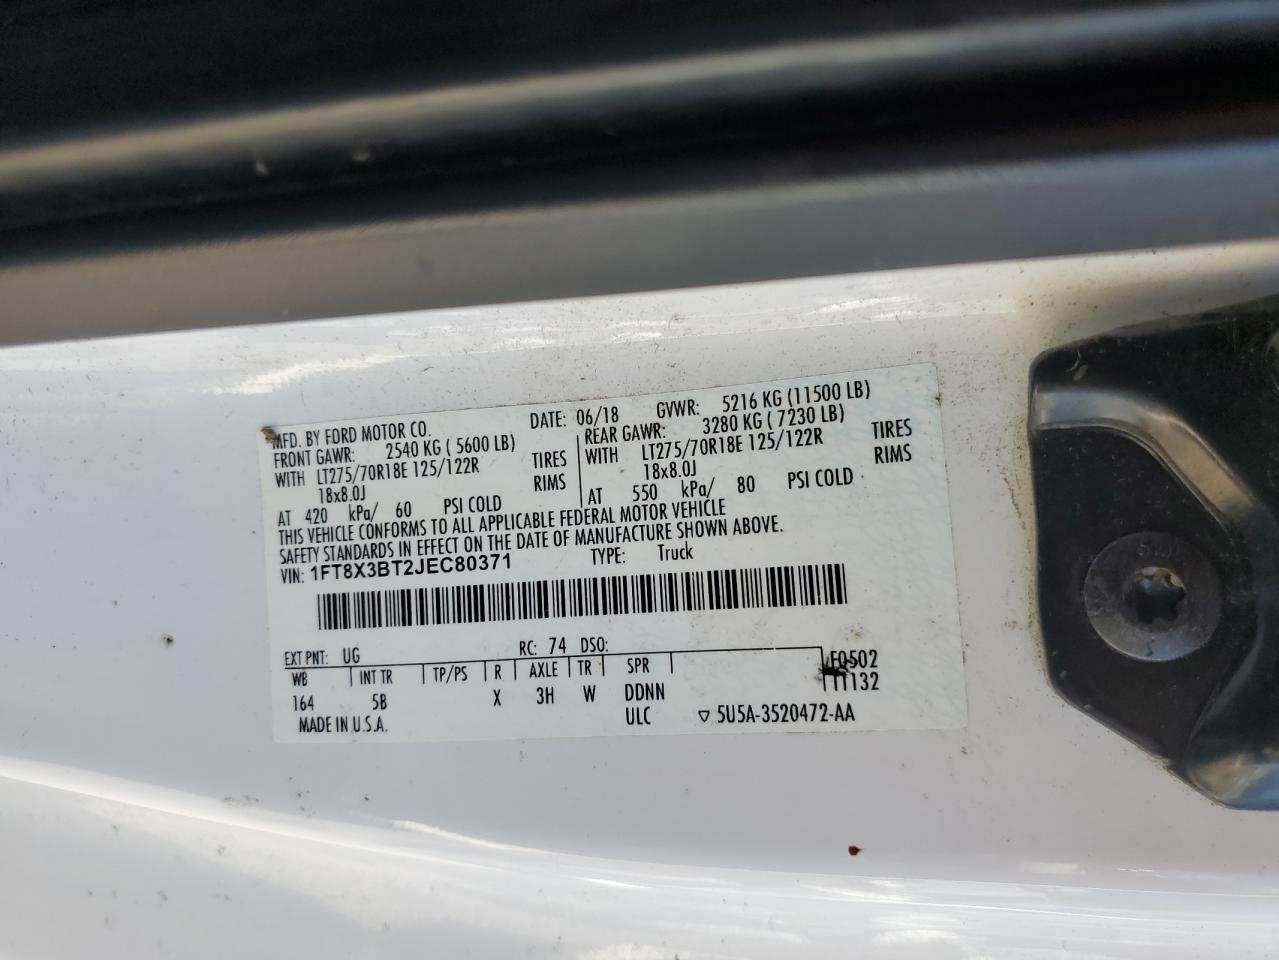 MFD. BY FORD MOTOR CO. DATE: 06/18 GVWR: 5216 KG (11500 LB)
FRONT GAWR: 2540 KG ( 5600 LB) REAR GAWR: 3280 KG ( 7230 LB)
WITH LT275/70R18E 125/122R TIRES WITH LT275/70R18E 125/122R TIRES
18x8.0J RIMS 18x8.0J RIMS
AT 420 kPa/ 60 PSI COLD AT 550 kPa/ 80 PSI COLD
THIS VEHICLE CONFORMS TO ALL APPLICABLE FEDERAL MOTOR VEHICLE
SAFETY STANDARDS IN EFFECT ON THE DATE OF MANUFACTURE SHOWN ABOVE.
VIN: 1FT8X3BT2JEC80371 TYPE: Truck
EXT PNT: UG RC: 74 DSO:
WB INT TR TP/PS R AXLE TR SPR F0502
164 5B X 3H W DDNN 11132
MADE IN U.S.A. ULC ▽ 5U5A-3520472-AA